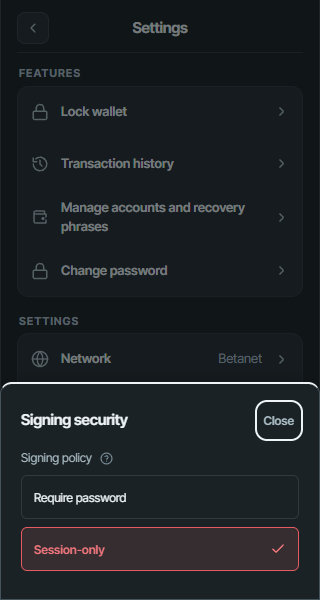 Settings
FEATURES
Lock wallet
Transaction history
Manage accounts and recovery
phrases
Change password
SETTINGS
Network Betanet
Signing security Close
Signing policy
Require password
Session-only